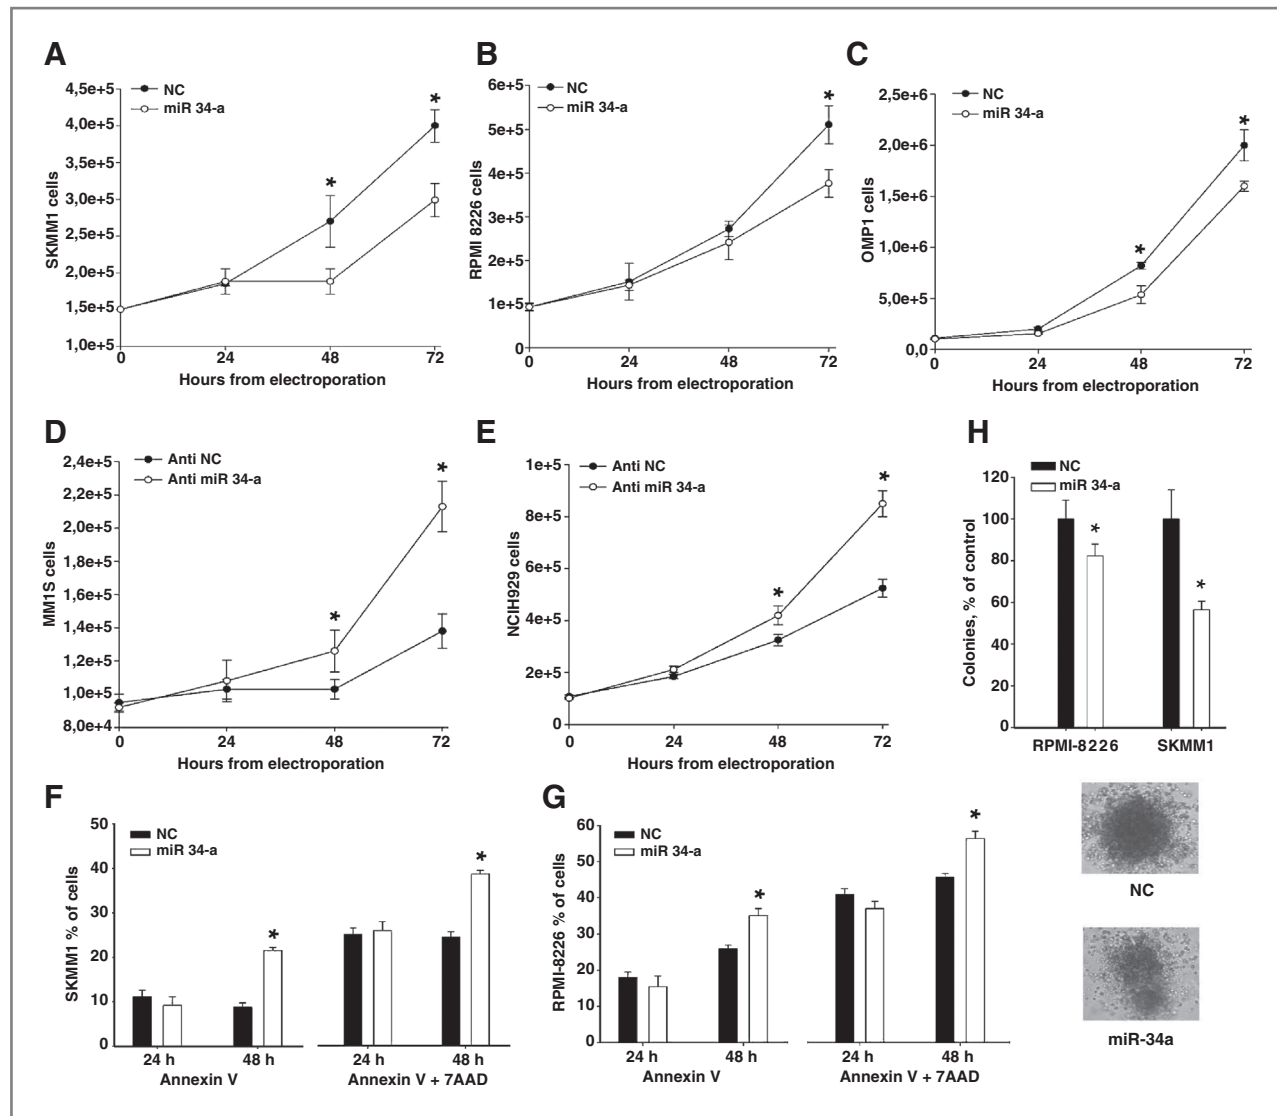 A
NC
miR 34-a
4,5e+5
4,0e+5
3,5e+5
3,0e+5
2,5e+5
2,0e+5
1,5e+5
1,0e+5
SKMM1 cells
*
*
0
24
48
72
Hours from electroporation
B
NC
miR 34-a
6e+5
5e+5
4e+5
3e+5
2e+5
1e+5
0
RPMI 8226 cells
*
0
24
48
72
Hours from electroporation
C
NC
miR 34-a
2,5e+6
2,0e+6
1,5e+6
1,0e+6
5,0e+5
0,0
OMP1 cells
*
*
0
24
48
72
Hours from electroporation
D
Anti NC
Anti miR 34-a
2,4e+5
2,2e+5
2,0e+5
1,8e+5
1,6e+5
1,4e+5
1,2e+5
1,0e+5
8,0e+4
MM1S cells
*
*
0
24
48
72
Hours from electroporation
E
Anti NC
Anti miR 34-a
1e+5
8e+5
6e+5
4e+5
2e+5
0
NCIH929 cells
*
*
0
24
48
72
Hours from electroporation
H
NC
miR 34-a
120
100
80
60
40
20
0
Colonies, % of control
*
*
RPMI-8226
SKMM1
NC
miR-34a
F
NC
miR 34-a
50
40
30
20
10
0
SKMM1 % of cells
*
*
24 h
48 h
24 h
48 h
Annexin V
Annexin V + 7AAD
G
NC
miR 34-a
60
50
40
30
20
10
0
RPMI-8226 % of cells
*
*
24 h
48 h
24 h
48 h
Annexin V
Annexin V + 7AAD